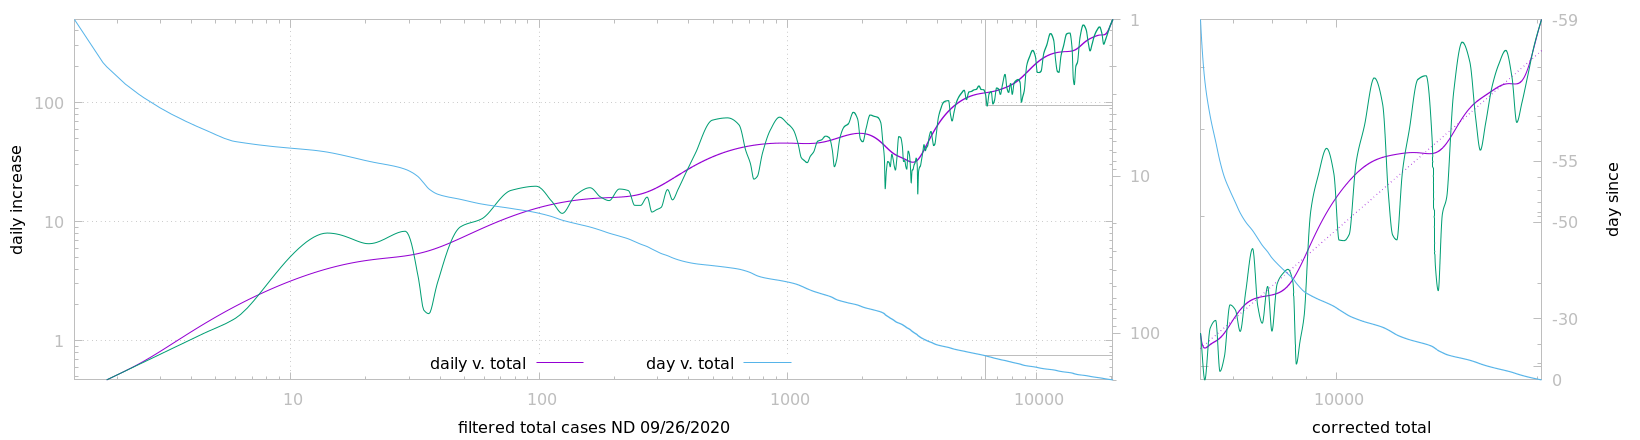 daily increase
100
10
1
10
100
1000
10000
1
10
100
daily v. total
day v. total
filtered total cases ND 09/26/2020
10000
corrected total
-59
-55
-50
-30
0
day since